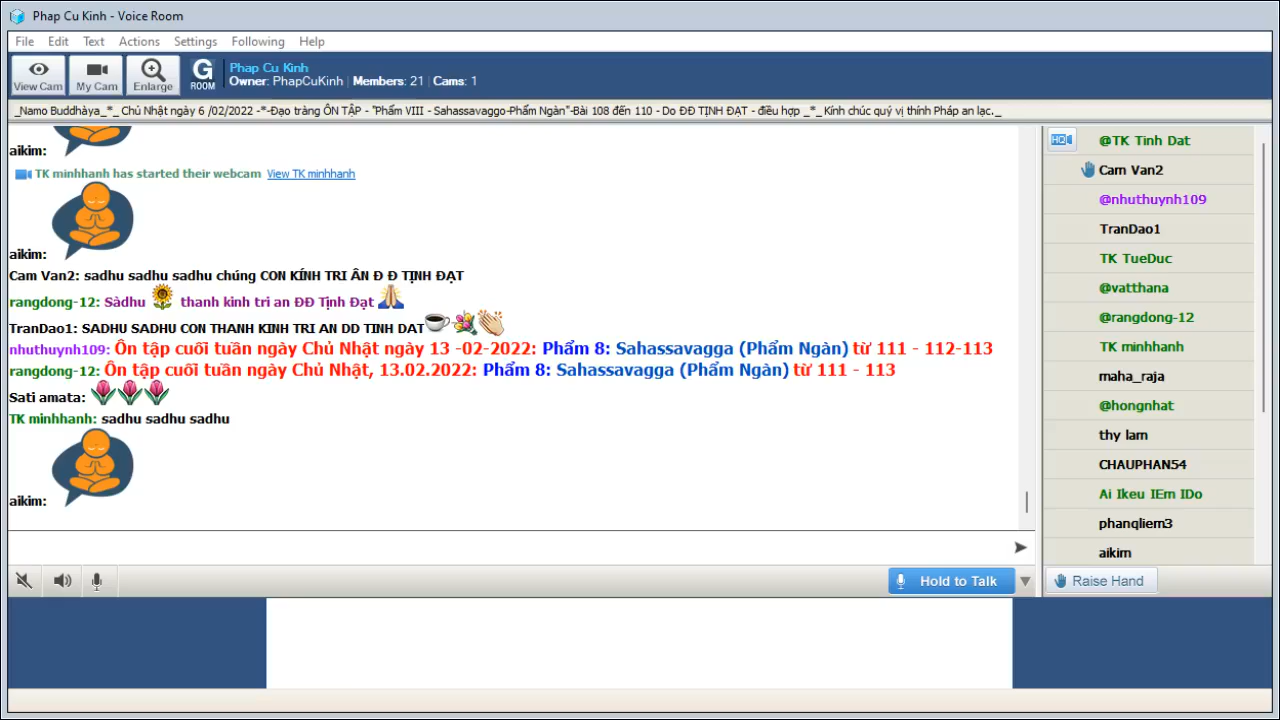 Phap Cu Kinh - Voice Room
File Edit Text Actions Settings Following Help
View Cam My Cam Enlarge G ROOM
Phap Cu Kinh
Owner: PhapCuKinh Members: 21 Cams: 1
_Namo Buddhàya_*_ Chủ Nhật ngày 6 /02/2022 -*-Đạo tràng ÔN TẬP - "Phẩm VIII - Sahassavaggo-Phẩm Ngàn"-Bài 108 đến 110 - Do ĐĐ TỊNH ĐẠT - điều hợp _*_ Kính chúc quý vị thính Pháp an lạc._
aikim:
TK minhhanh has started their webcam View TK minhhanh
aikim:
Cam Van2: sadhu sadhu sadhu chúng CON KÍNH TRI ÂN Đ Đ TỊNH ĐẠT
rangdong-12: Sàdhu thanh kinh tri an ĐĐ Tịnh Đạt
TranDao1: SADHU SADHU CON THANH KINH TRI AN DD TINH DAT
nhuthuynh109: Ôn tập cuối tuần ngày Chủ Nhật ngày 13 -02-2022: Phẩm 8: Sahassavagga (Phẩm Ngàn) từ 111 - 112-113
rangdong-12: Ôn tập cuối tuần ngày Chủ Nhật, 13.02.2022: Phẩm 8: Sahassavagga (Phẩm Ngàn) từ 111 - 113
Sati amata:
TK minhhanh: sadhu sadhu sadhu
aikim:
Hold to Talk
HQ
@TK Tinh Dat
Cam Van2
@nhuthuynh109
TranDao1
TK TueDuc
@vatthana
@rangdong-12
TK minhhanh
maha_raja
@hongnhat
thy lam
CHAUPHAN54
Ai Ikeu IEm IDo
phanqliem3
aikim
Raise Hand